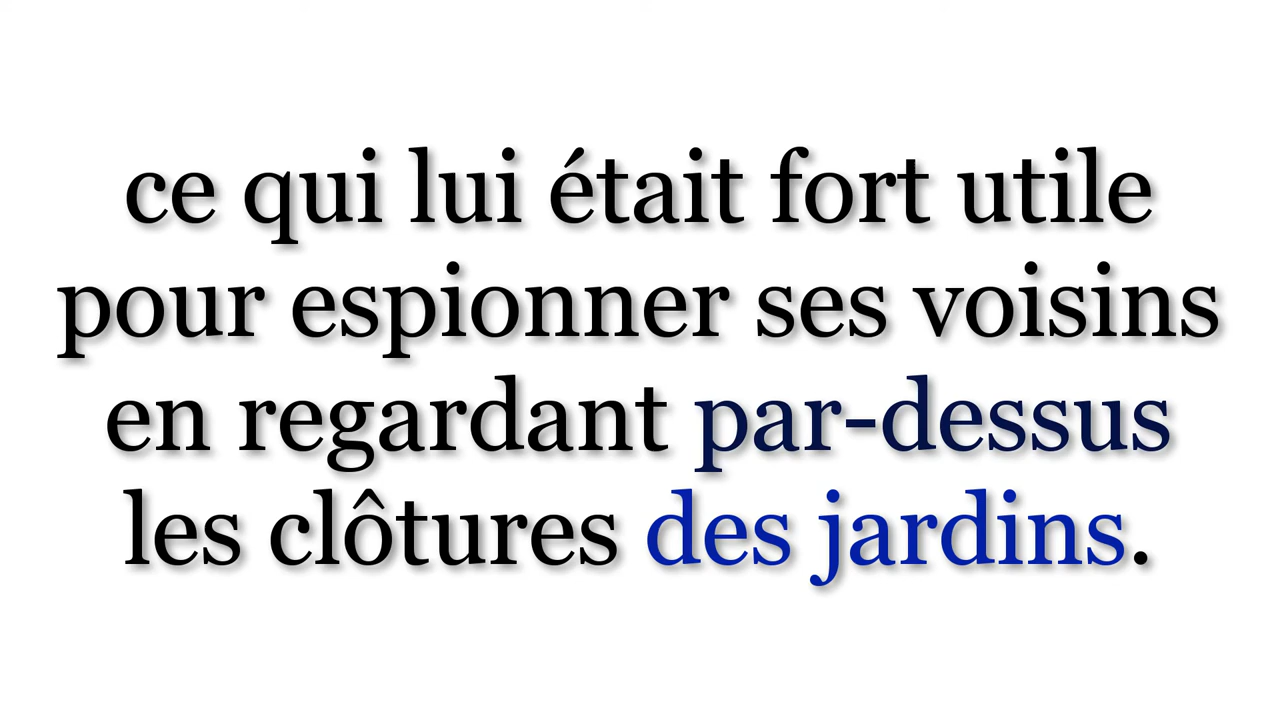 ce qui lui était fort utile
pour espionner ses voisins
en regardant par-dessus
les clôtures des jardins.